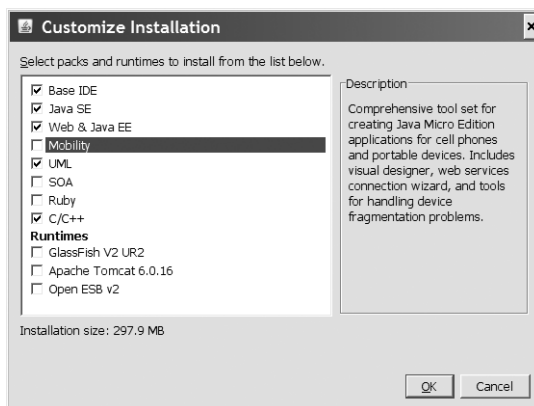 Customize Installation
Select packs and runtimes to install from the list below.
Base IDE
Java SE
Web & Java EE
Mobility
UML
SOA
Ruby
C/C++
Runtimes
GlassFish V2 UR2
Apache Tomcat 6.0.16
Open ESB v2
Description
Comprehensive tool set for
creating Java Micro Edition
applications for cell phones
and portable devices. Includes
visual designer, web services
connection wizard, and tools
for handling device
fragmentation problems.
Installation size: 297.9 MB
OK
Cancel